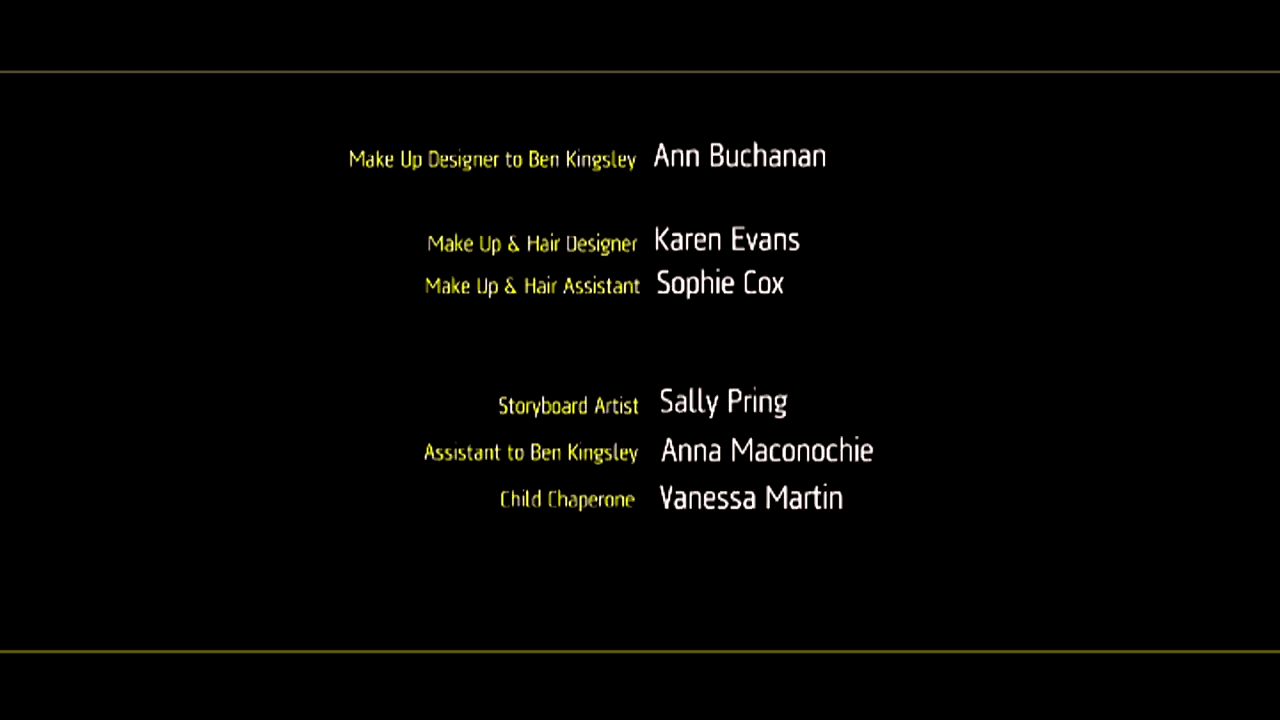 Make Up Designer to Ben Kingsley Ann Buchanan
Make Up & Hair Designer Karen Evans
Make Up & Hair Assistant Sophie Cox
Storyboard Artist Sally Pring
Assistant to Ben Kingsley Anna Maconochie
Child Chaperone Vanessa Martin